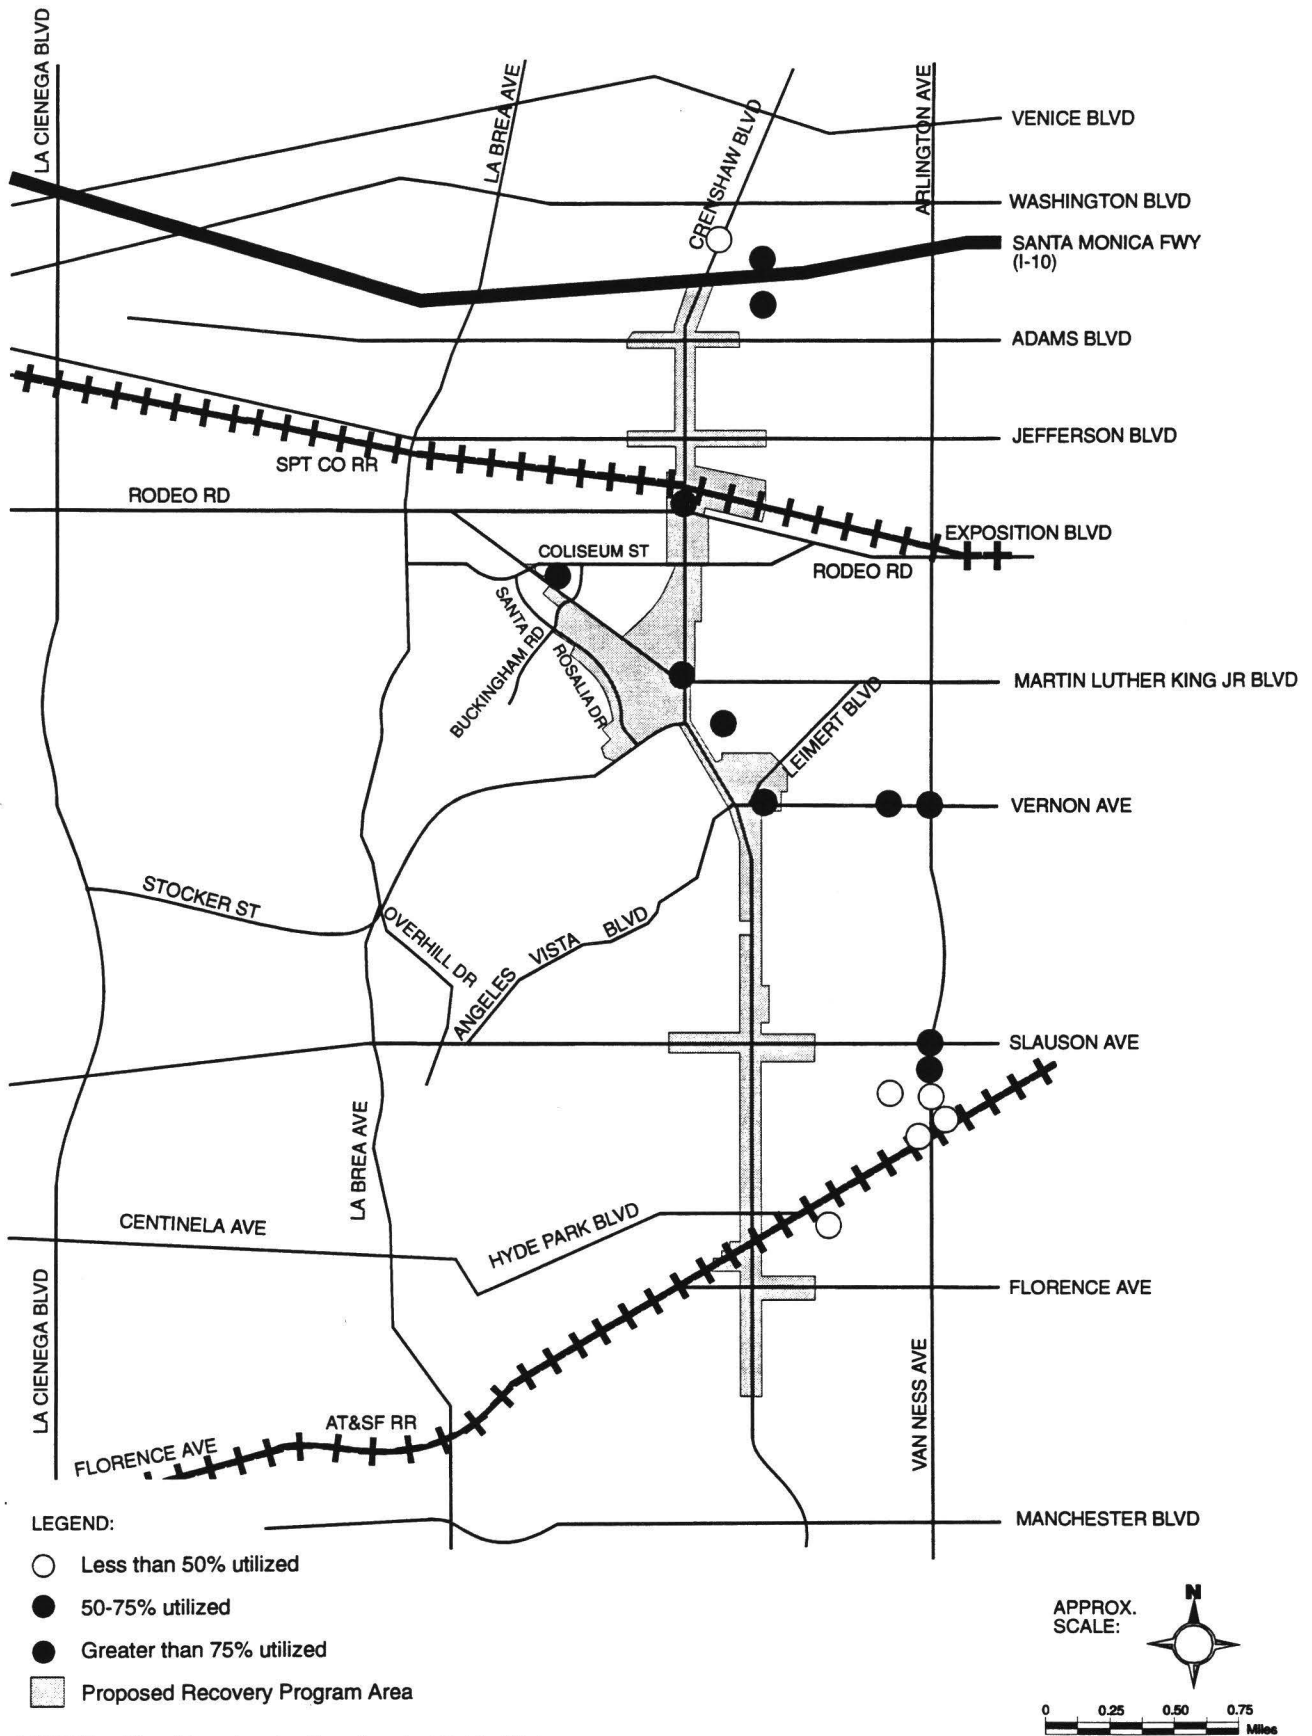 LA CIENEGA BLVD
LA BREA AVE
CRENSHAW BLVD
ARLINGTON AVE
VENICE BLVD
WASHINGTON BLVD
SANTA MONICA FWY
(I-10)
ADAMS BLVD
JEFFERSON BLVD
SPT CO RR
RODEO RD
EXPOSITION BLVD
COLISEUM ST
RODEO RD
SANTA
ROSALIA DR
BUCKINGHAM RD
MARTIN LUTHER KING JR BLVD
LEIMERT BLVD
VERNON AVE
STOCKER ST
OVERHILL DR
ANGELES VISTA BLVD
SLAUSON AVE
LA BREA AVE
CENTINELA AVE
HYDE PARK BLVD
FLORENCE AVE
LA CIENEGA BLVD
VAN NESS AVE
AT&SF RR
FLORENCE AVE
MANCHESTER BLVD
LEGEND:
Less than 50% utilized
50-75% utilized
Greater than 75% utilized
Proposed Recovery Program Area
APPROX.
SCALE:
N
0 0.25 0.50 0.75
Miles